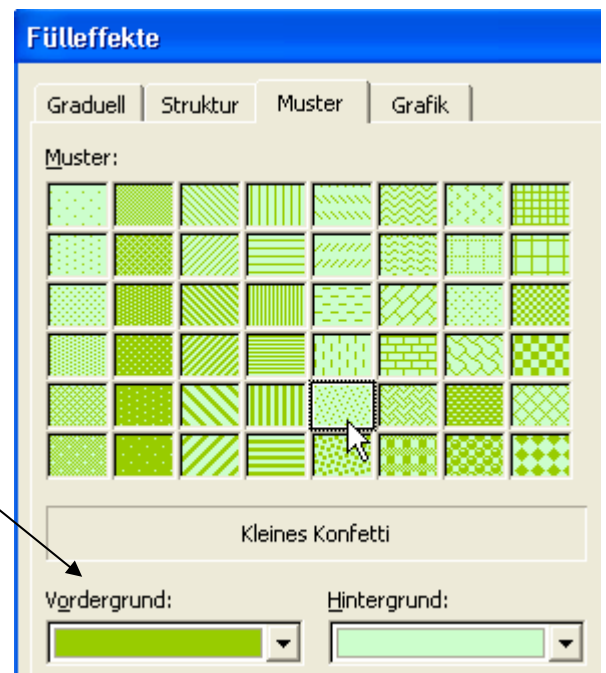 Fülleffekte
Graduell Struktur Muster Grafik
Muster:
Kleines Konfetti
Vordergrund: Hintergrund: